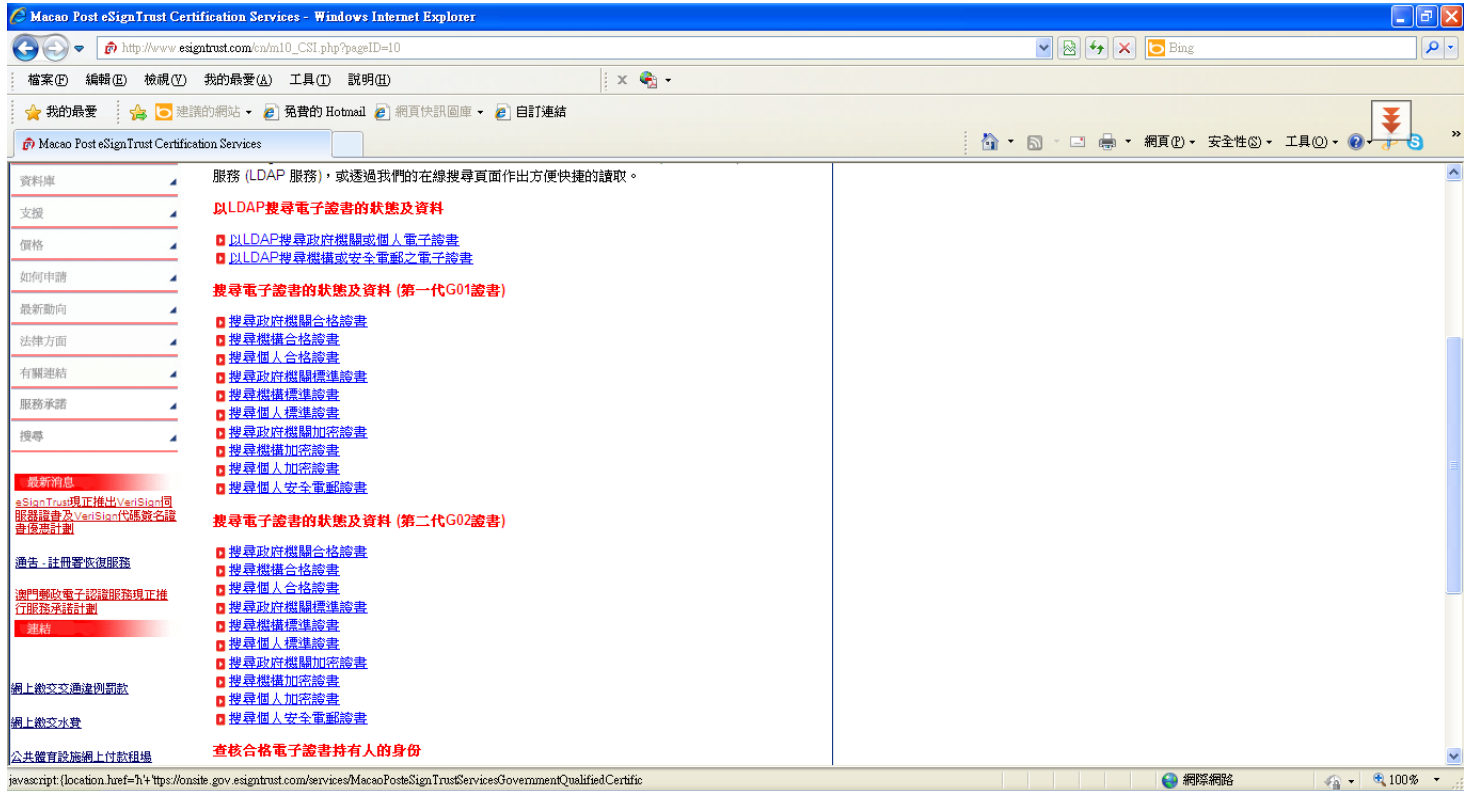 Macao Post eSignTrust Certification Services - Windows Internet Explorer
http://www.esigntrust.com/cn/m10_CSI.php?pageID=10
Bing
檔案(F) 編輯(E) 檢視(V) 我的最愛(A) 工具(T) 說明(H)
x
我的最愛 建議的網站 免費的 Hotmail 網頁快訊圖庫 自訂連結
Macao Post eSignTrust Certification Services
網頁(P) 安全性(S) 工具(O)
資料庫
支援
價格
如何申請
最新動向
法律方面
有關連結
服務承諾
搜尋
最新消息
eSignTrust現正推出VeriSign伺
服器證書及VeriSign代碼簽名證
書優惠計劃
通告 - 註冊署恢復服務
澳門郵政電子認證服務現正推
行服務承諾計劃
連結
網上繳交交通違例罰款
網上繳交水費
公共體育設施網上付款租場
服務 (LDAP 服務)，或透過我們的在線搜尋頁面作出方便快捷的讀取。
以LDAP搜尋電子證書的狀態及資料
以LDAP搜尋政府機關或個人電子證書
以LDAP搜尋機構或安全電郵之電子證書
搜尋電子證書的狀態及資料 (第一代G01證書)
搜尋政府機關合格證書
搜尋機構合格證書
搜尋個人合格證書
搜尋政府機關標準證書
搜尋機構標準證書
搜尋個人標準證書
搜尋政府機關加密證書
搜尋機構加密證書
搜尋個人加密證書
搜尋個人安全電郵證書
搜尋電子證書的狀態及資料 (第二代G02證書)
搜尋政府機關合格證書
搜尋機構合格證書
搜尋個人合格證書
搜尋政府機關標準證書
搜尋機構標準證書
搜尋個人標準證書
搜尋政府機關加密證書
搜尋機構加密證書
搜尋個人加密證書
搜尋個人安全電郵證書
查核合格電子證書持有人的身份
javascript:{location.href='h'+'ttps://onsite.gov.esigntrust.com/services/MacaoPosteSignTrustServicesGovernmentQualifiedCertific
網際網路
100%